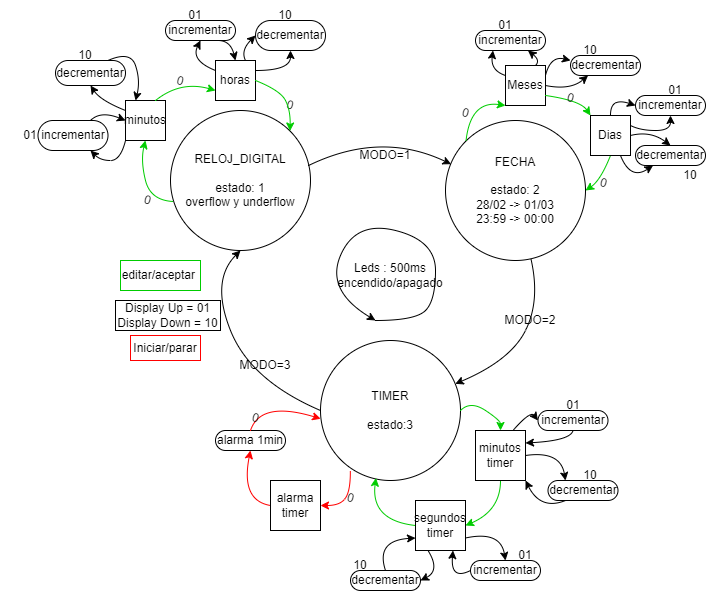 01
incrementar
10
decrementar
10
decrementar
0
horas
minutos
01 incrementar
0
0
RELOJ_DIGITAL
estado: 1
overflow y underflow
MODO=1
01
incrementar
10
decrementar
Meses
0
0
01
incrementar
Dias
decrementar
10
0
FECHA
estado: 2
28/02 -> 01/03
23:59 -> 00:00
editar/aceptar
Display Up = 01
Display Down = 10
Iniciar/parar
Leds : 500ms
encendido/apagado
MODO=2
MODO=3
TIMER
estado:3
0
alarma 1min
alarma
timer
0
01
incrementar
minutos
timer
10
decrementar
segundos
timer
01
incrementar
10
decrementar